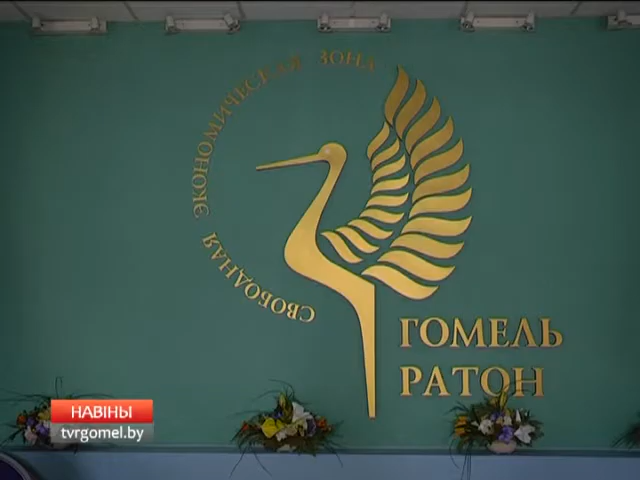 СВОБОДНАЯ ЭКОНОМИЧЕСКАЯ ЗОНА
ГОМЕЛЬ
РАТОН
НАВІНЫ
tvrgomel.by